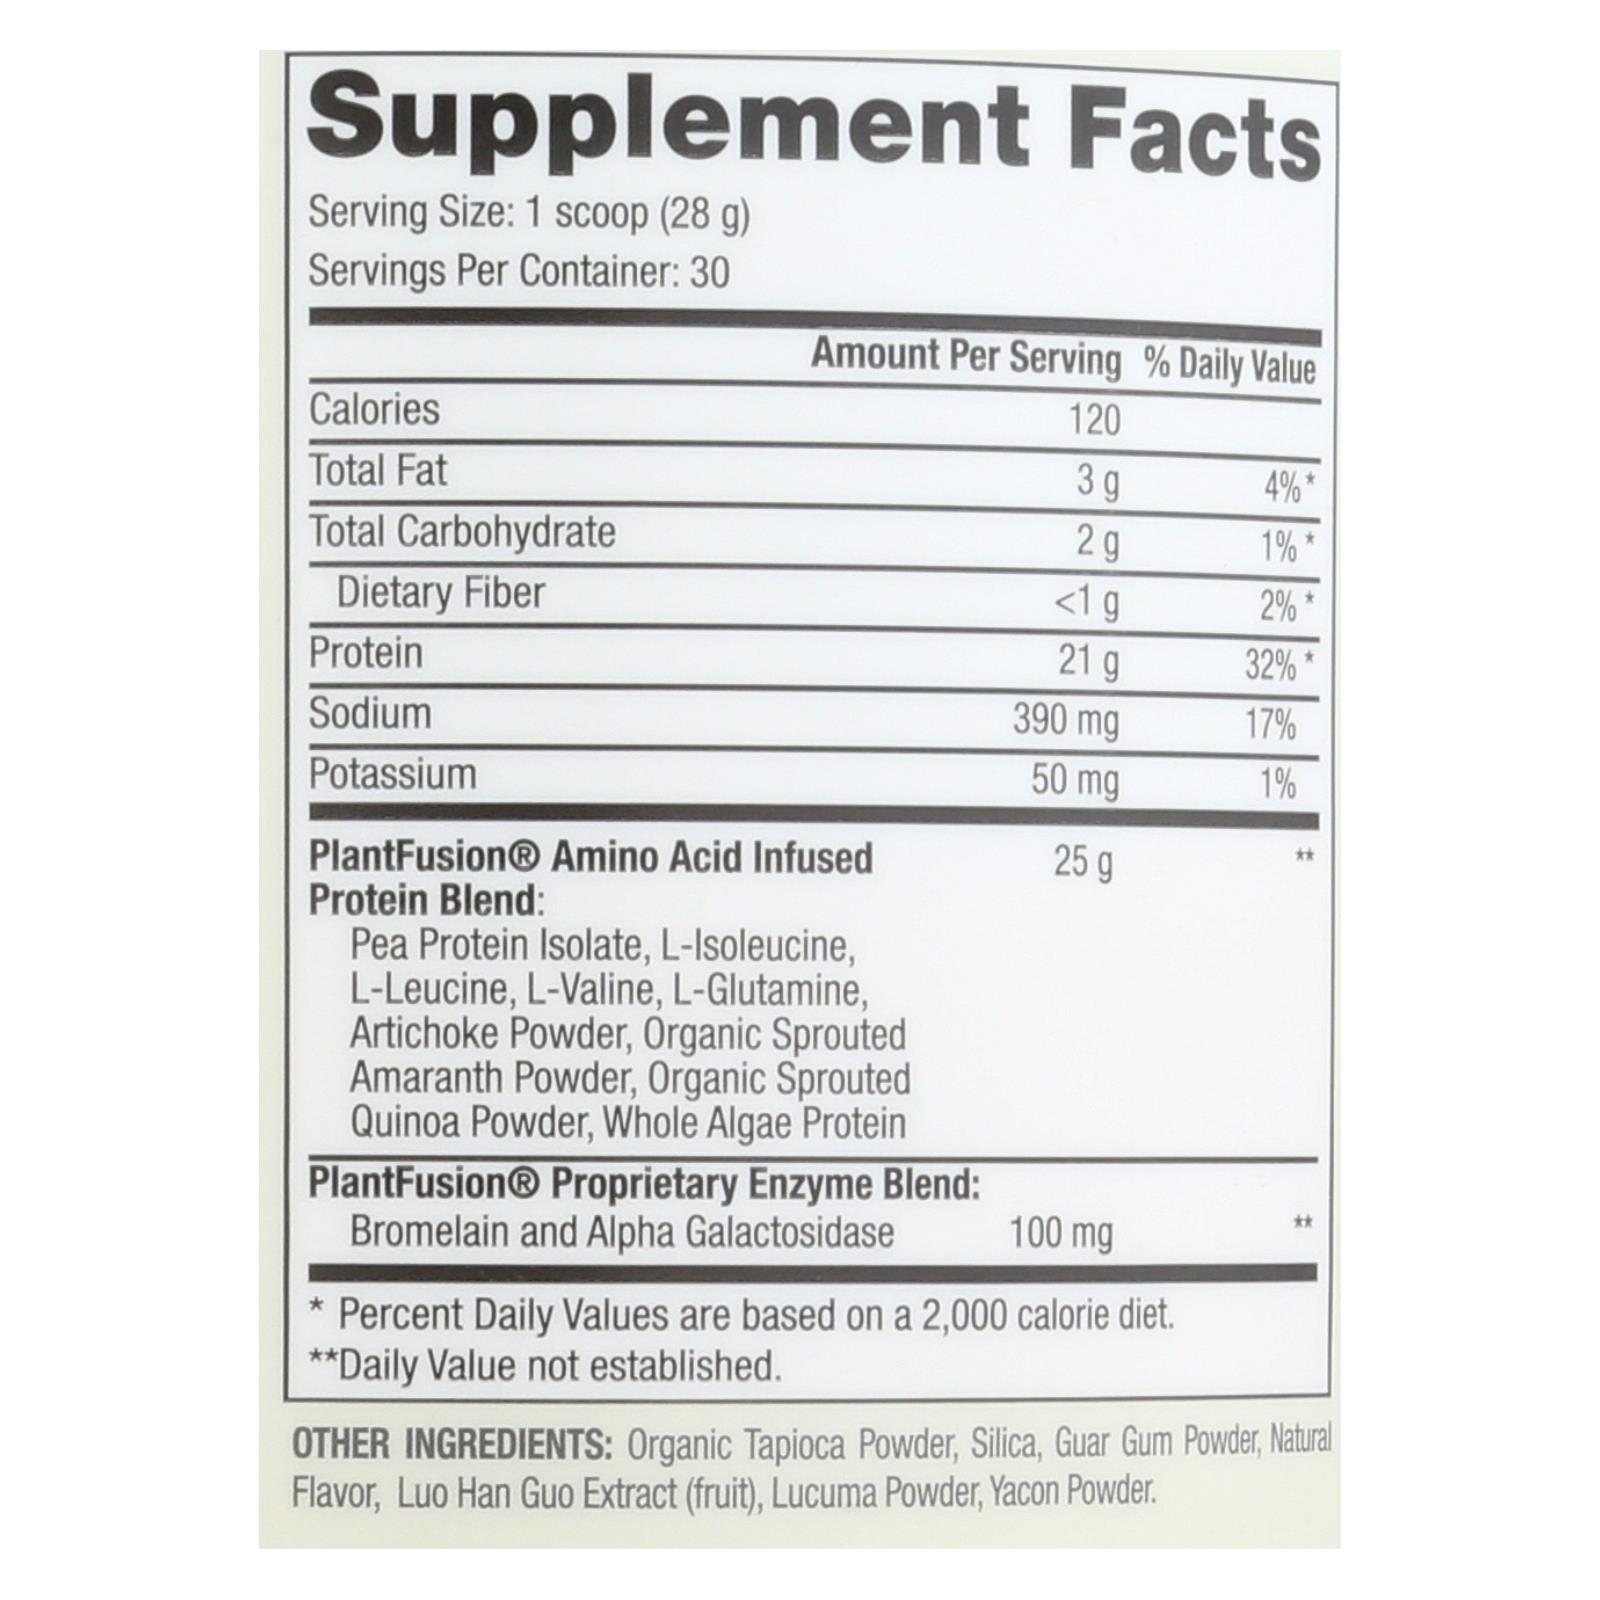 Supplement Facts
Serving Size: 1 scoop (28 g)
Servings Per Container: 30
Amount Per Serving % Daily Value
Calories 120
Total Fat 3 g 4%*
Total Carbohydrate 2 g 1% *
Dietary Fiber <1 g 2% *
Protein 21 g 32% *
Sodium 390 mg 17%
Potassium 50 mg 1%
PlantFusion® Amino Acid Infused 25 g **
Protein Blend:
Pea Protein Isolate, L-Isoleucine,
L-Leucine, L-Valine, L-Glutamine,
Artichoke Powder, Organic Sprouted
Amaranth Powder, Organic Sprouted
Quinoa Powder, Whole Algae Protein
PlantFusion® Proprietary Enzyme Blend:
Bromelain and Alpha Galactosidase 100 mg **
* Percent Daily Values are based on a 2,000 calorie diet.
**Daily Value not established.
OTHER INGREDIENTS: Organic Tapioca Powder, Silica, Guar Gum Powder, Natural
Flavor, Luo Han Guo Extract (fruit), Lucuma Powder, Yacon Powder.